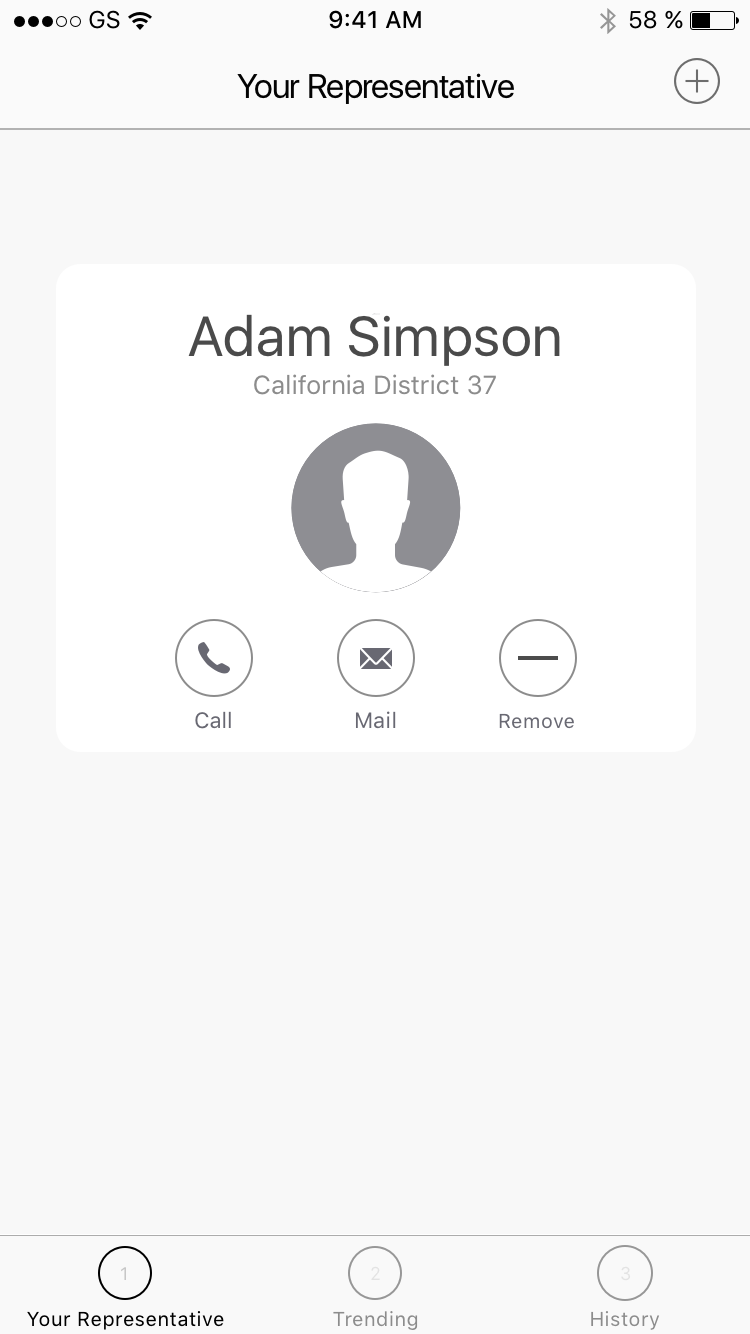 GS 9:41 AM 58 %
Your Representative
Adam Simpson
California District 37
Call Mail Remove
1 2 3
Your Representative Trending History